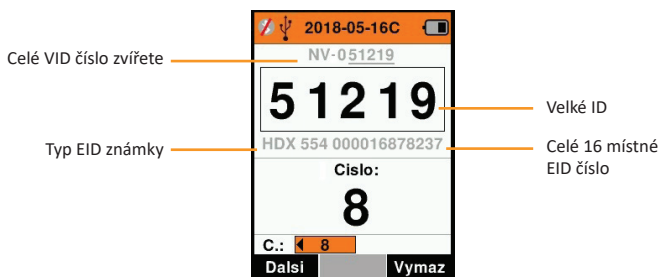 2018-05-16C
Celé VID číslo zvířete
NV-051219
51219
Velké ID
Typ EID známky
HDX 554 000016878237
Celé 16 místné
EID číslo
Cislo:
8
C.: 8
Dalsi Vymaz